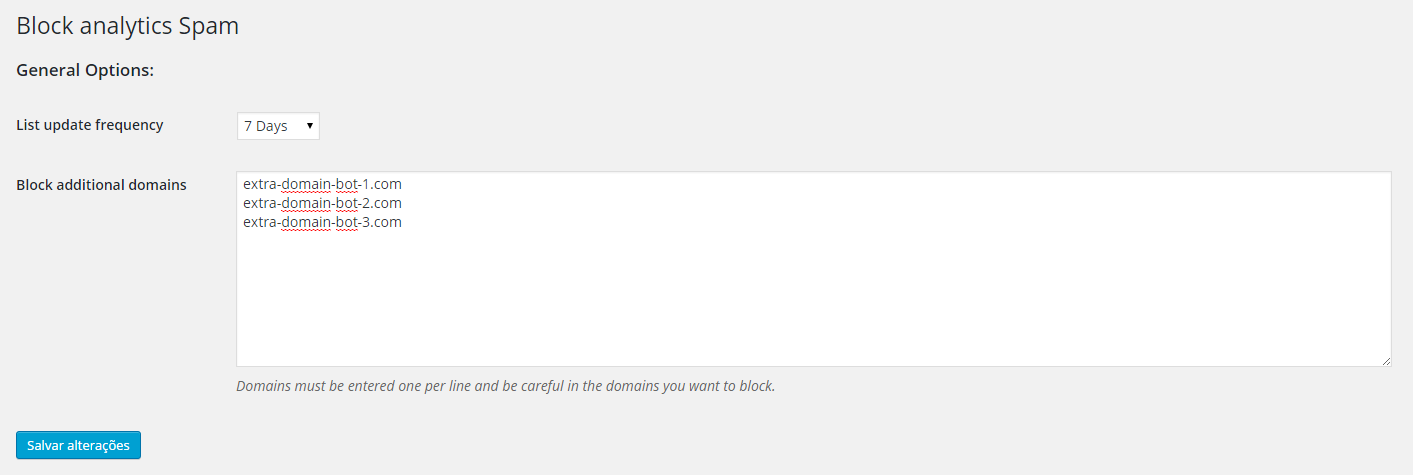 Block analytics Spam
General Options:
List update frequency
7 Days
Block additional domains
extra-domain-bot-1.com
extra-domain-bot-2.com
extra-domain-bot-3.com
Domains must be entered one per line and be careful in the domains you want to block.
Salvar alterações